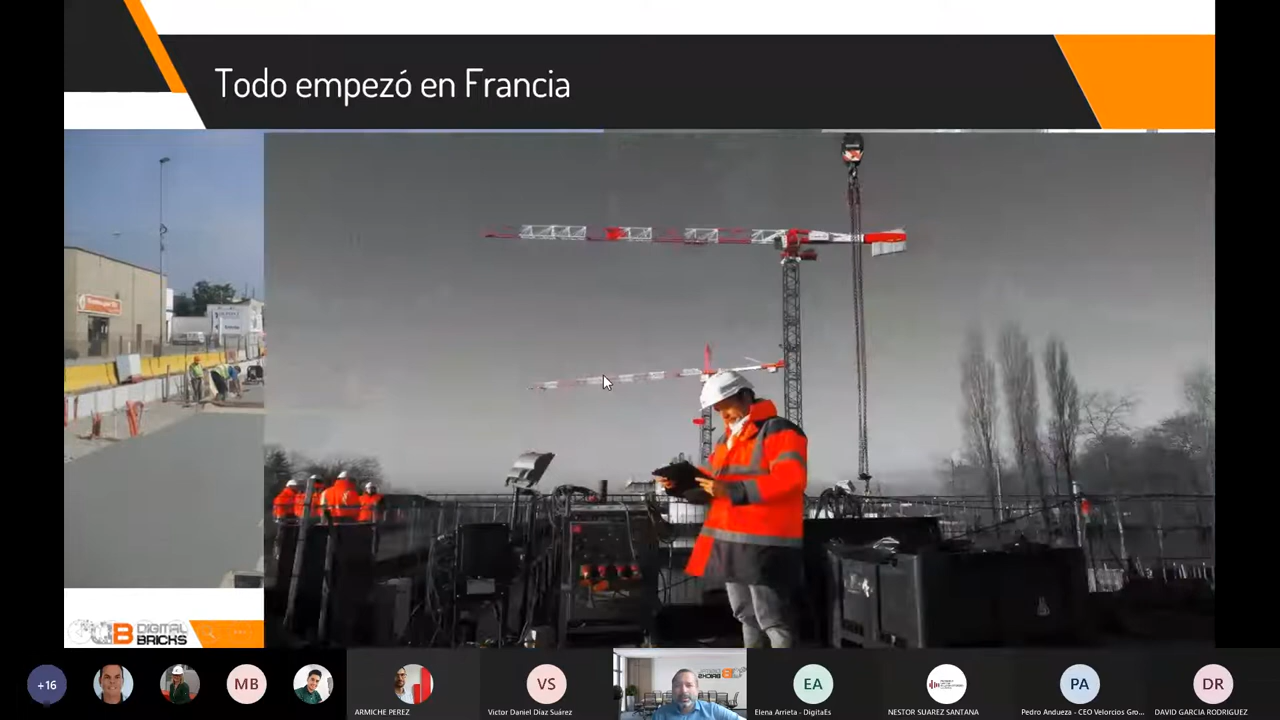 Todo empezó en Francia
DIGITAL
BRICKS
+16
MB
ARMICHE PEREZ
VS
Victor Daniel Díaz Suárez
EA
Elena Arrieta - DigitaEs
NESTOR SUAREZ SANTANA
PA
Pedro Andueza - CEO Velorcios Gro...
DR
DAVID GARCIA RODRIGUEZ